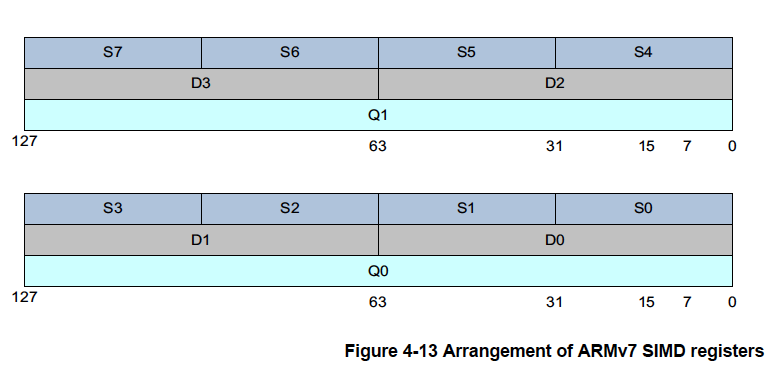 S7 S6 S5 S4
D3 D2
Q1
127 63 31 15 7 0
S3 S2 S1 S0
D1 D0
Q0
127 63 31 15 7 0
Figure 4-13 Arrangement of ARMv7 SIMD registers